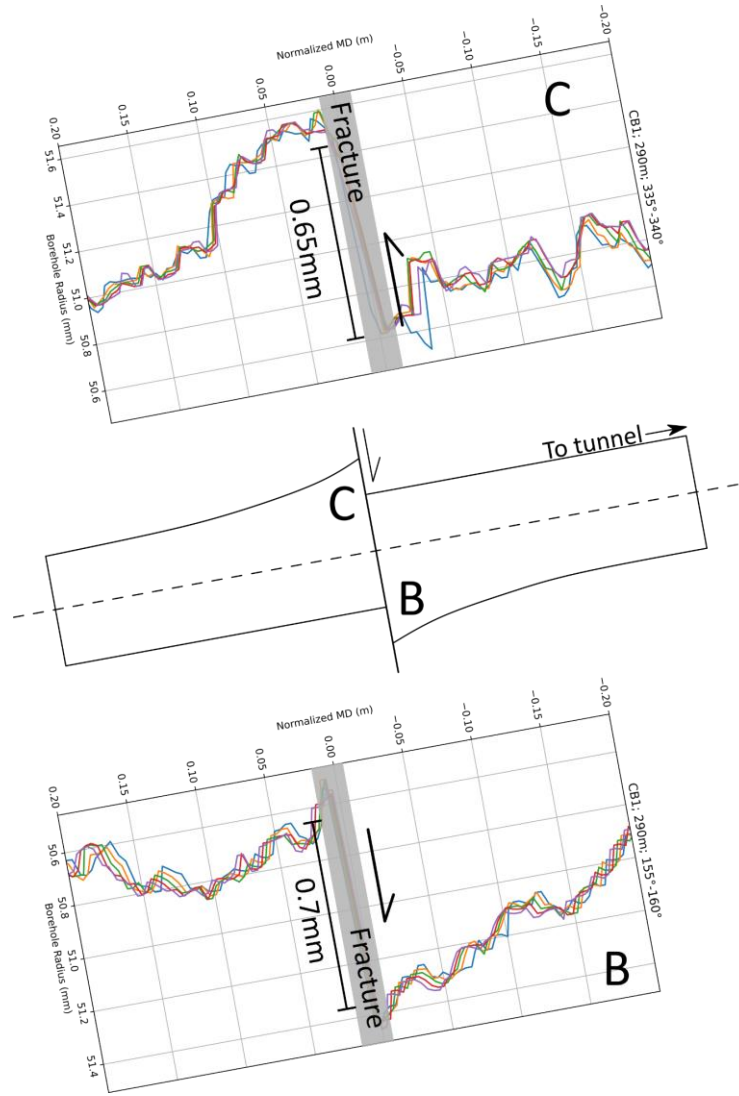 Normalized MD (m)
0.20
0.15
0.10
0.05
0.00
−0.05
−0.10
−0.15
−0.20
51.6
51.4
51.2
51.0
50.8
50.6
Borehole Radius (mm)
Fracture
0.65mm
C
CB1; 290m; 335°-340°
To tunnel
C
B
Normalized MD (m)
0.20
0.15
0.10
0.05
0.00
−0.05
−0.10
−0.15
−0.20
50.6
50.8
51.0
51.2
51.4
Borehole Radius (mm)
0.7mm
Fracture
B
CB1; 290m; 155°-160°